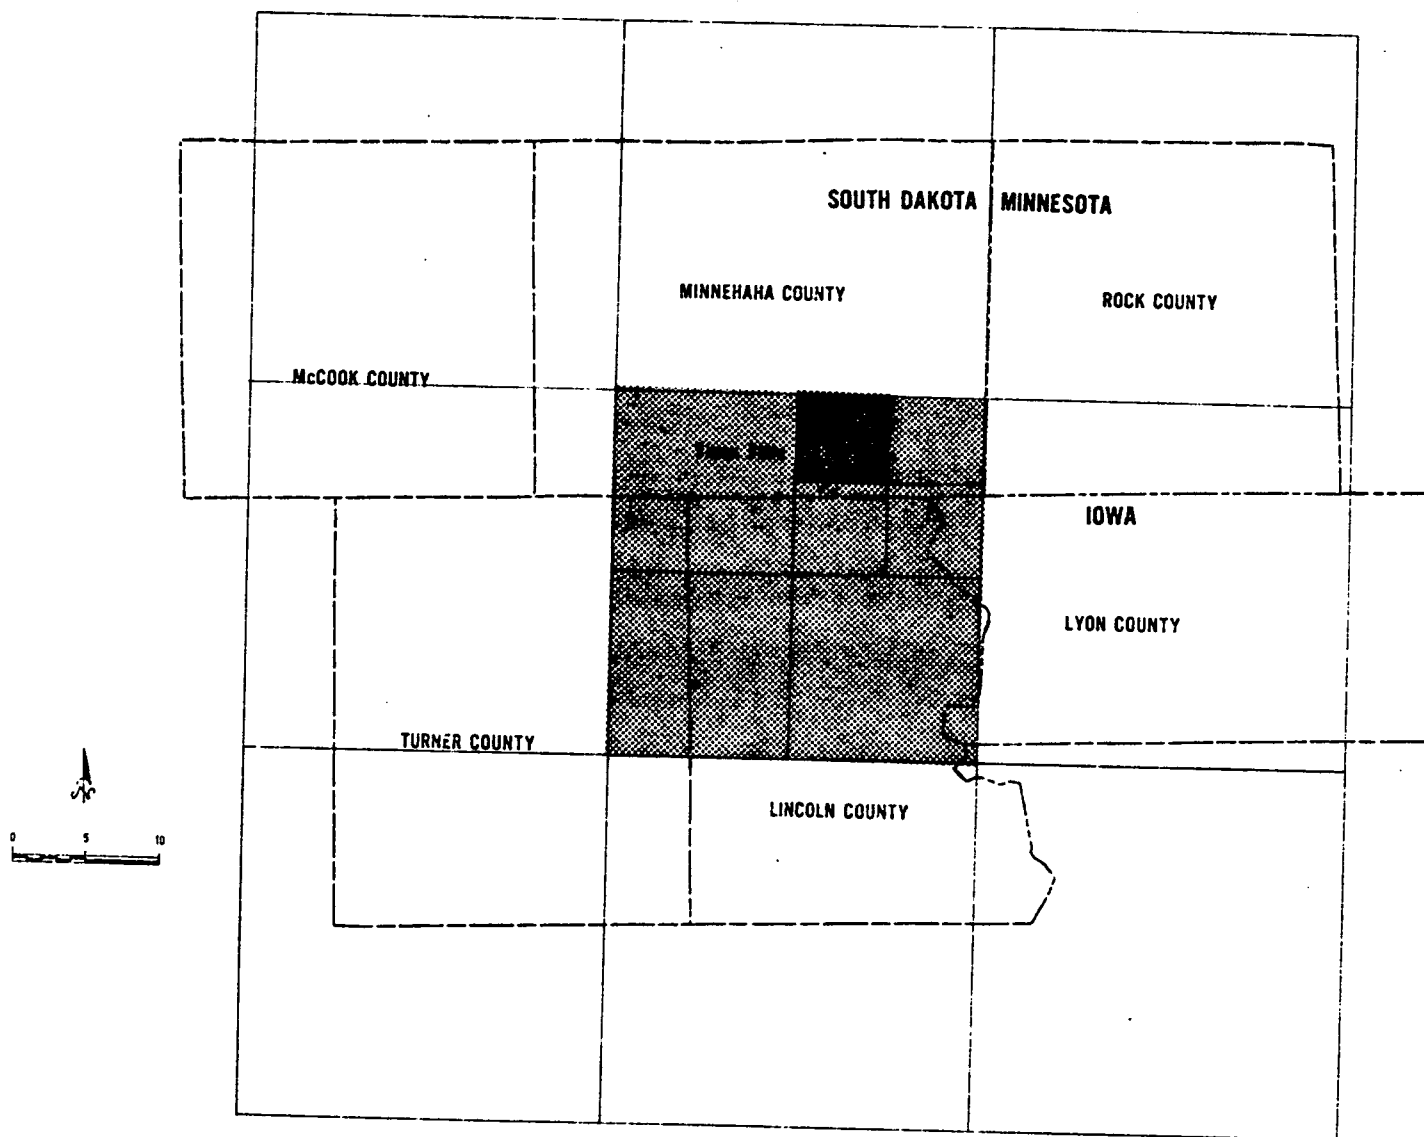 SOUTH DAKOTA MINNESOTA
MINNEHAHA COUNTY
ROCK COUNTY
McCOOK COUNTY
IOWA
LYON COUNTY
TURNER COUNTY
LINCOLN COUNTY
0 5 10